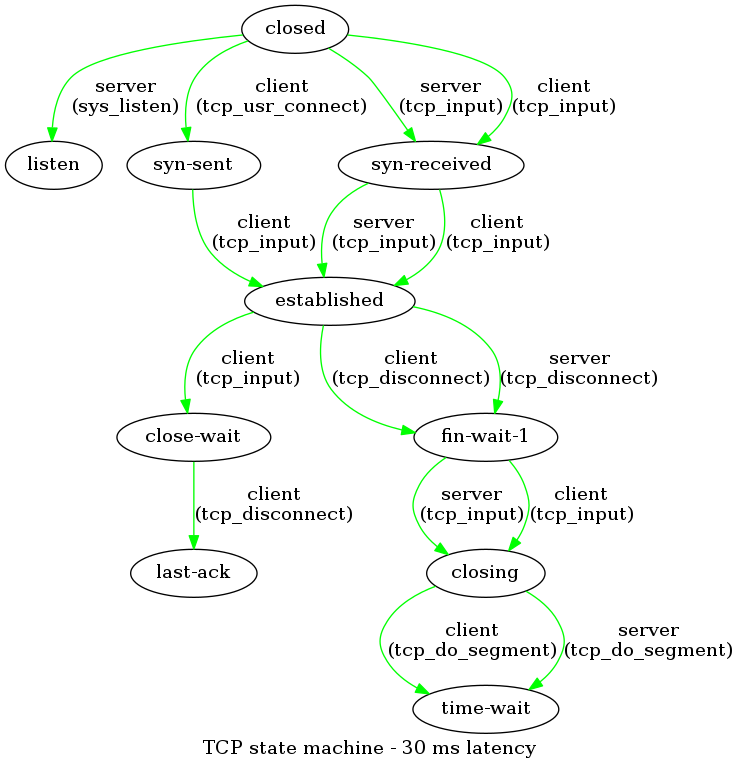 closed
server
(sys_listen)
client
(tcp_usr_connect)
server
(tcp_input)
client
(tcp_input)
listen
syn-sent
syn-received
client
(tcp_input)
server
(tcp_input)
client
(tcp_input)
established
client
(tcp_input)
client
(tcp_disconnect)
server
(tcp_disconnect)
close-wait
fin-wait-1
client
(tcp_disconnect)
server
(tcp_input)
client
(tcp_input)
last-ack
closing
client
(tcp_do_segment)
server
(tcp_do_segment)
time-wait
TCP state machine - 30 ms latency